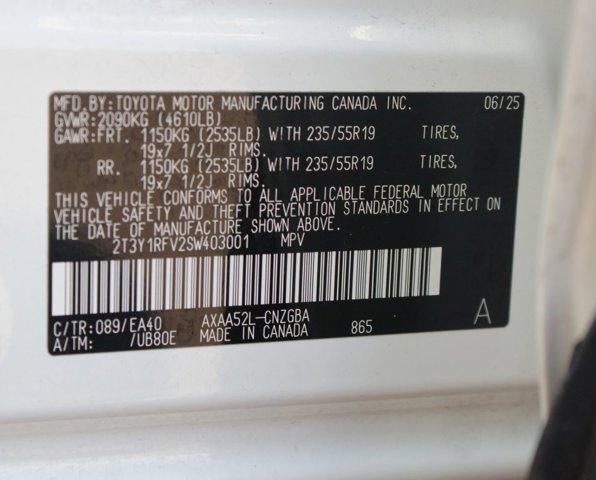 MFD.BY:TOYOTA MOTOR MANUFACTURING CANADA INC. 06/25
GVWR:2090KG (4610LB)
GAWR:FRT. 1150KG (2535LB) WITH 235/55R19 TIRES,
19x7 1/2J RIMS.
RR. 1150KG (2535LB) WITH 235/55R19 TIRES,
19x7 1/2J RIMS.
THIS VEHICLE CONFORMS TO ALL APPLICABLE FEDERAL MOTOR
VEHICLE SAFETY AND THEFT PREVENTION STANDARDS IN EFFECT ON
THE DATE OF MANUFACTURE SHOWN ABOVE.
2T3Y1RFV2SW403001 MPV
C/TR:089/EA40 AXAA52L-CNZGBA
A/TM: /UB80E MADE IN CANADA 865 A